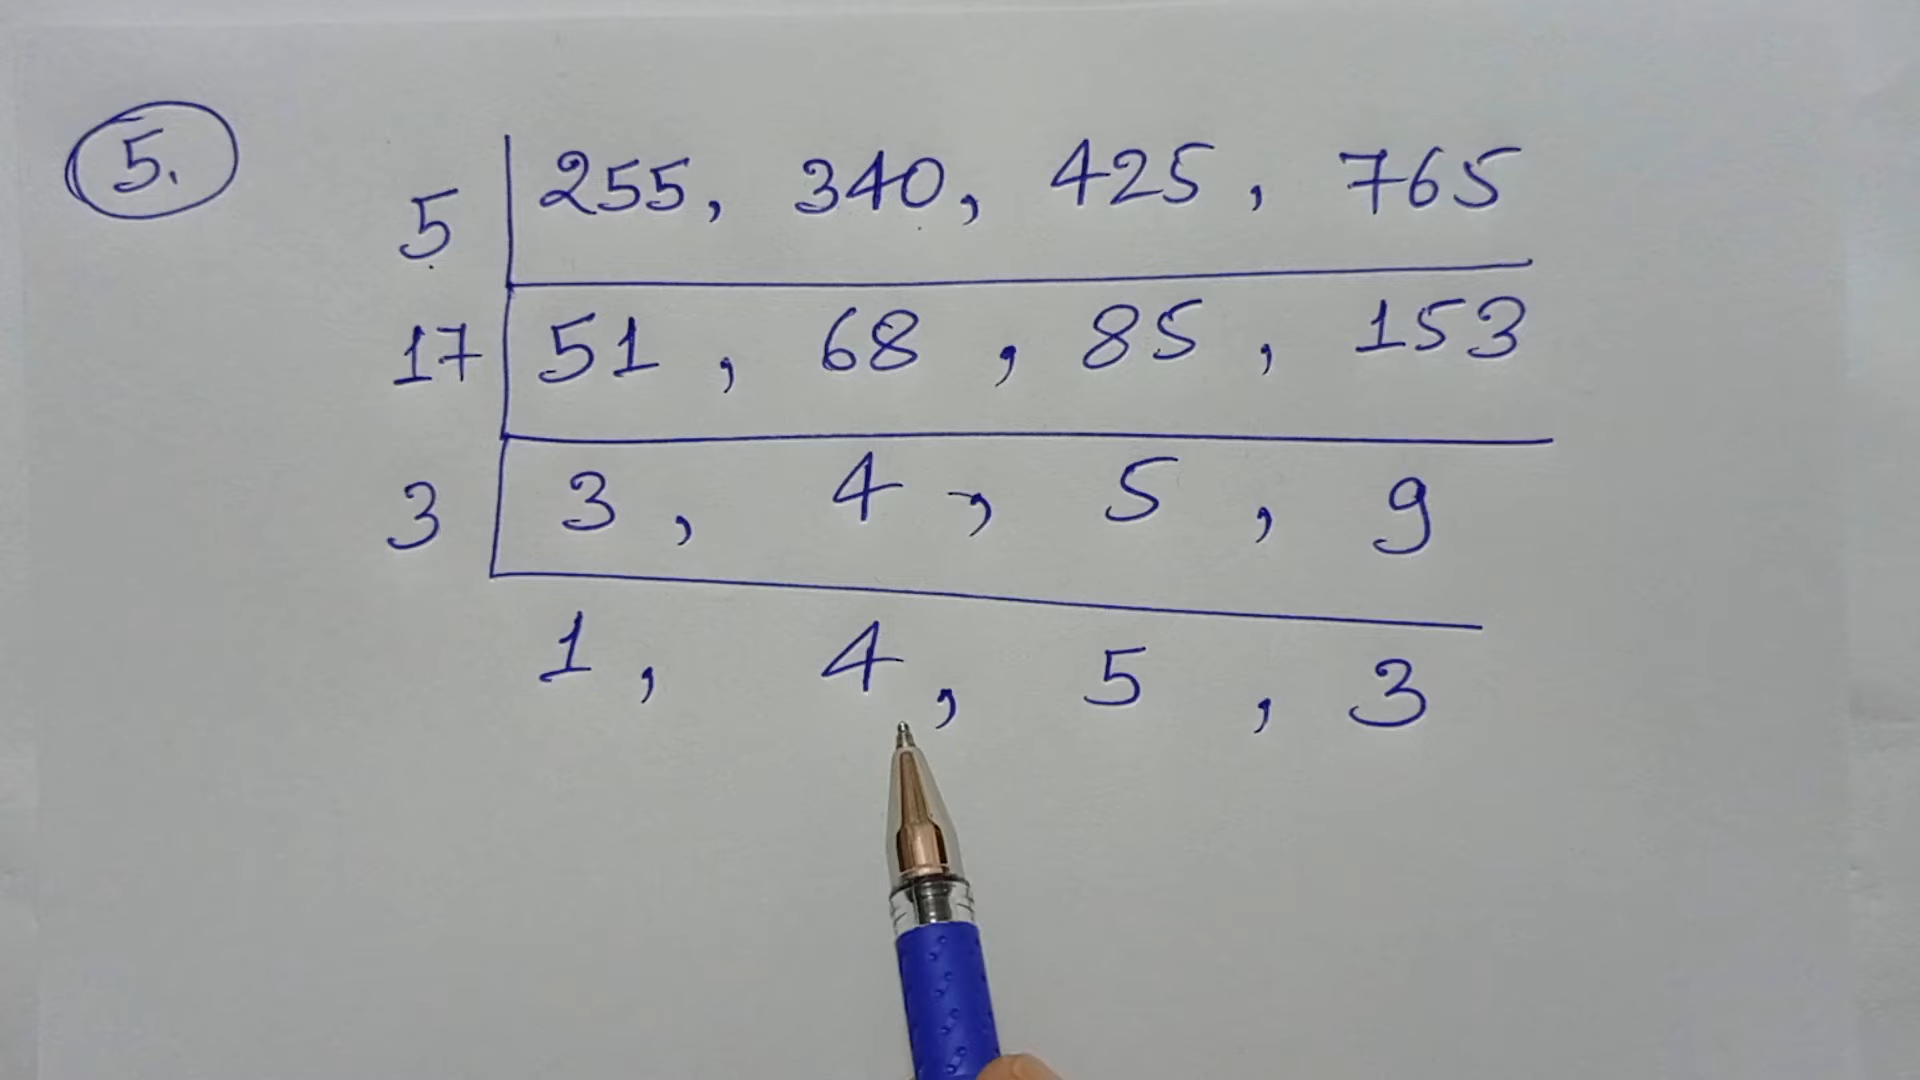 5.
5 255, 340, 425, 765
17 51, 68, 85, 153
3 3, 4, 5, 9
1, 4, 5, 3